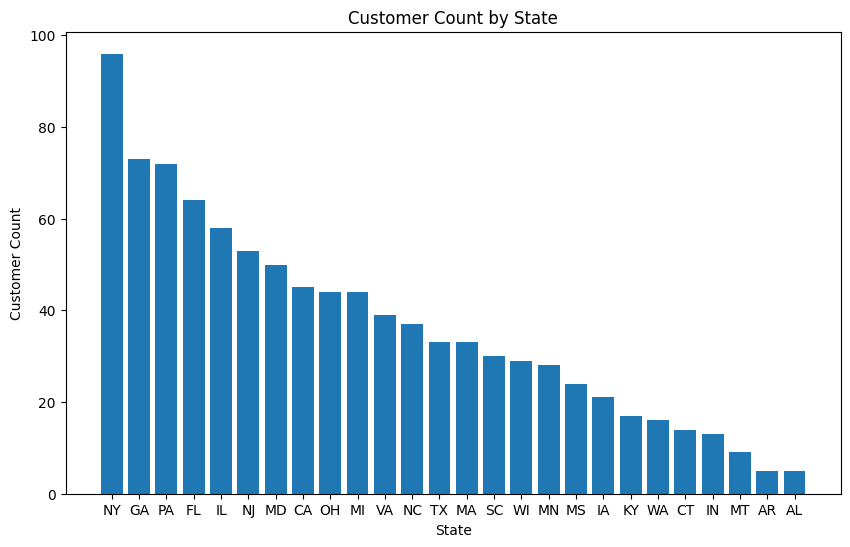 Customer Count by State
100
80
60
40
20
0
Customer Count
NY GA PA FL IL NJ MD CA OH MI VA NC TX MA SC WI MN MS IA KY WA CT IN MT AR AL
State